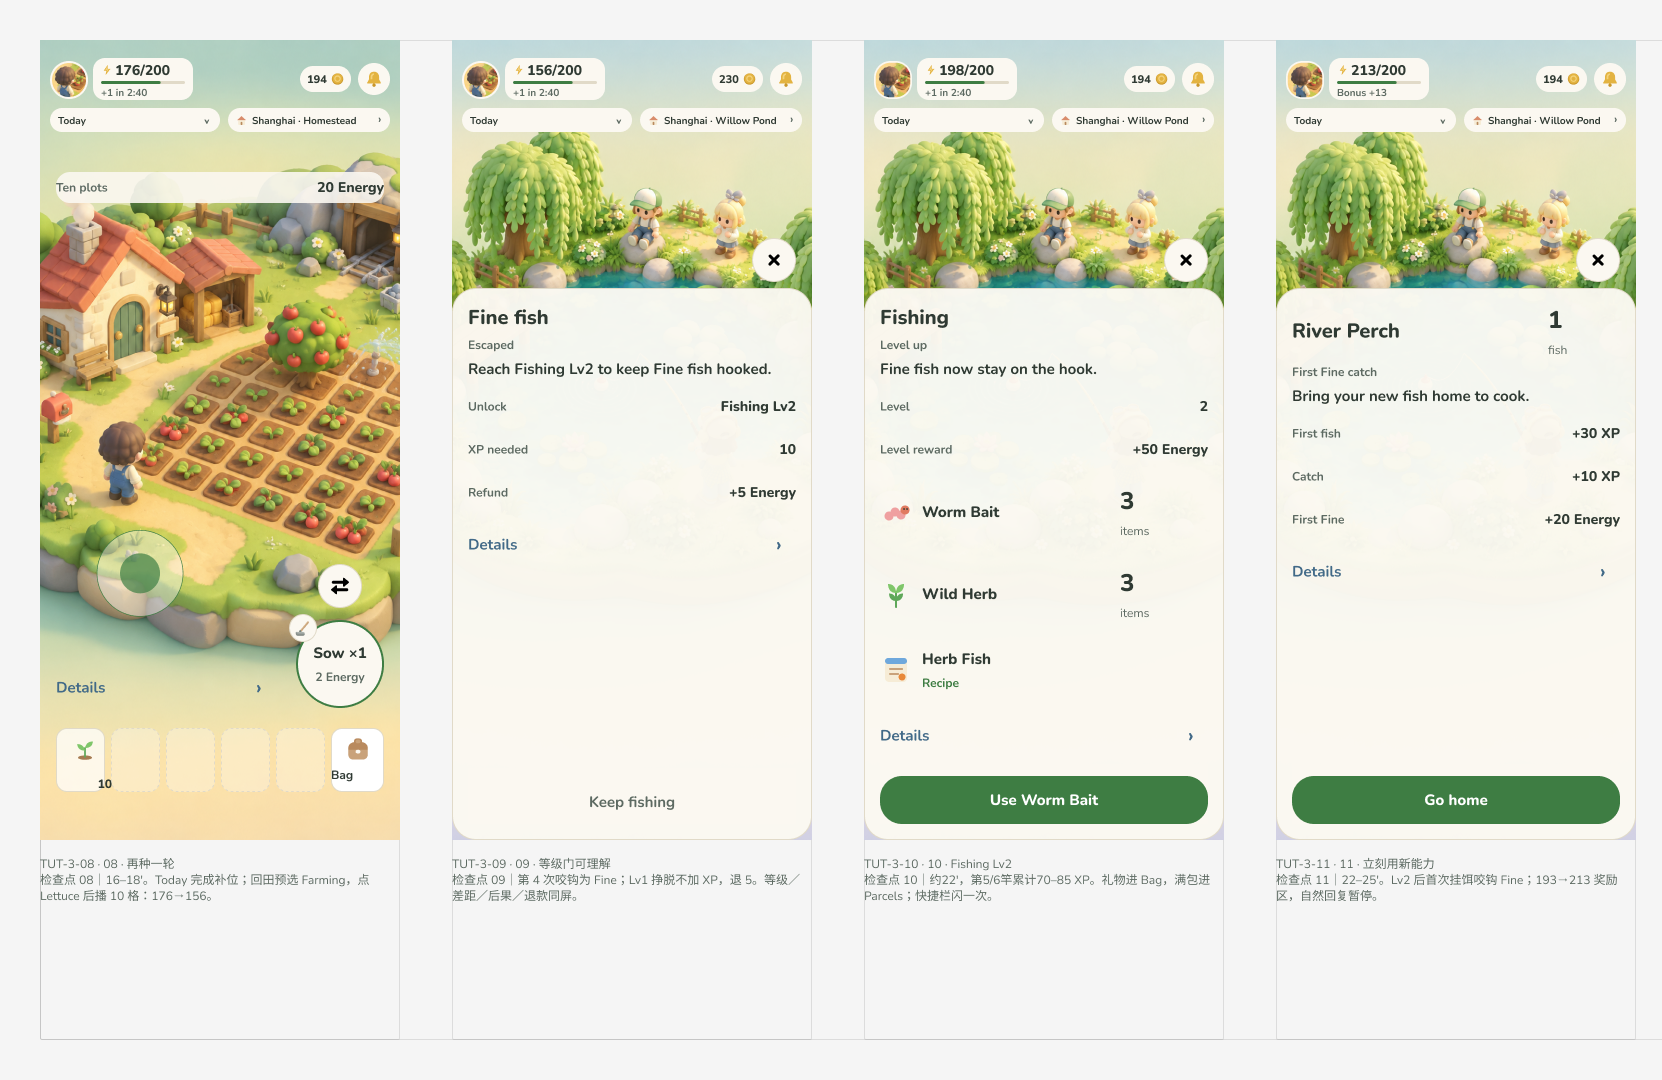 176/200
+1 in 2:40
194
Today
Shanghai · Homestead
Ten plots
20 Energy
Sow ×1
2 Energy
Details
10
Bag
TUT-3-08 · 08 · 再种一轮
检查点 08｜16–18'。Today 完成补位；回田预选 Farming，点
Lettuce 后播 10 格：176→156。
156/200
+1 in 2:40
230
Today
Shanghai · Willow Pond
Fine fish
Escaped
Reach Fishing Lv2 to keep Fine fish hooked.
Unlock
Fishing Lv2
XP needed
10
Refund
+5 Energy
Details
Keep fishing
TUT-3-09 · 09 · 等级门可理解
检查点 09｜第 4 次咬钩为 Fine；Lv1 挣脱不加 XP，退 5。等级／
差距／后果／退款同屏。
198/200
+1 in 2:40
194
Today
Shanghai · Willow Pond
Fishing
Level up
Fine fish now stay on the hook.
Level
2
Level reward
+50 Energy
Worm Bait
3
items
Wild Herb
3
items
Herb Fish
Recipe
Details
Use Worm Bait
TUT-3-10 · 10 · Fishing Lv2
检查点 10｜约22'，第5/6竿累计70–85 XP。礼物进 Bag，满包进
Parcels；快捷栏闪一次。
213/200
Bonus +13
194
Today
Shanghai · Willow Pond
River Perch
1
fish
First Fine catch
Bring your new fish home to cook.
First fish
+30 XP
Catch
+10 XP
First Fine
+20 Energy
Details
Go home
TUT-3-11 · 11 · 立刻用新能力
检查点 11｜22–25'。Lv2 后首次挂饵咬钩 Fine；193→213 奖励
区，自然回复暂停。